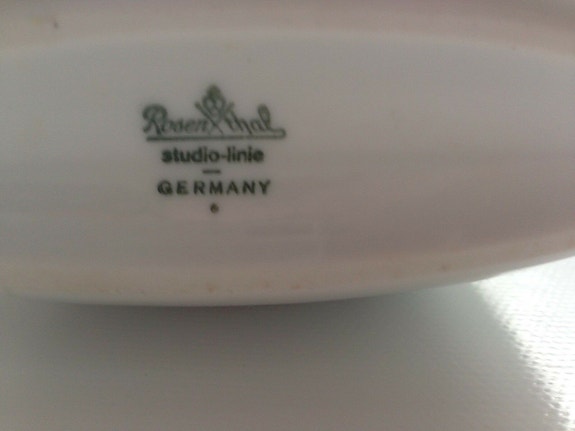 Rosenthal
studio-linie
GERMANY